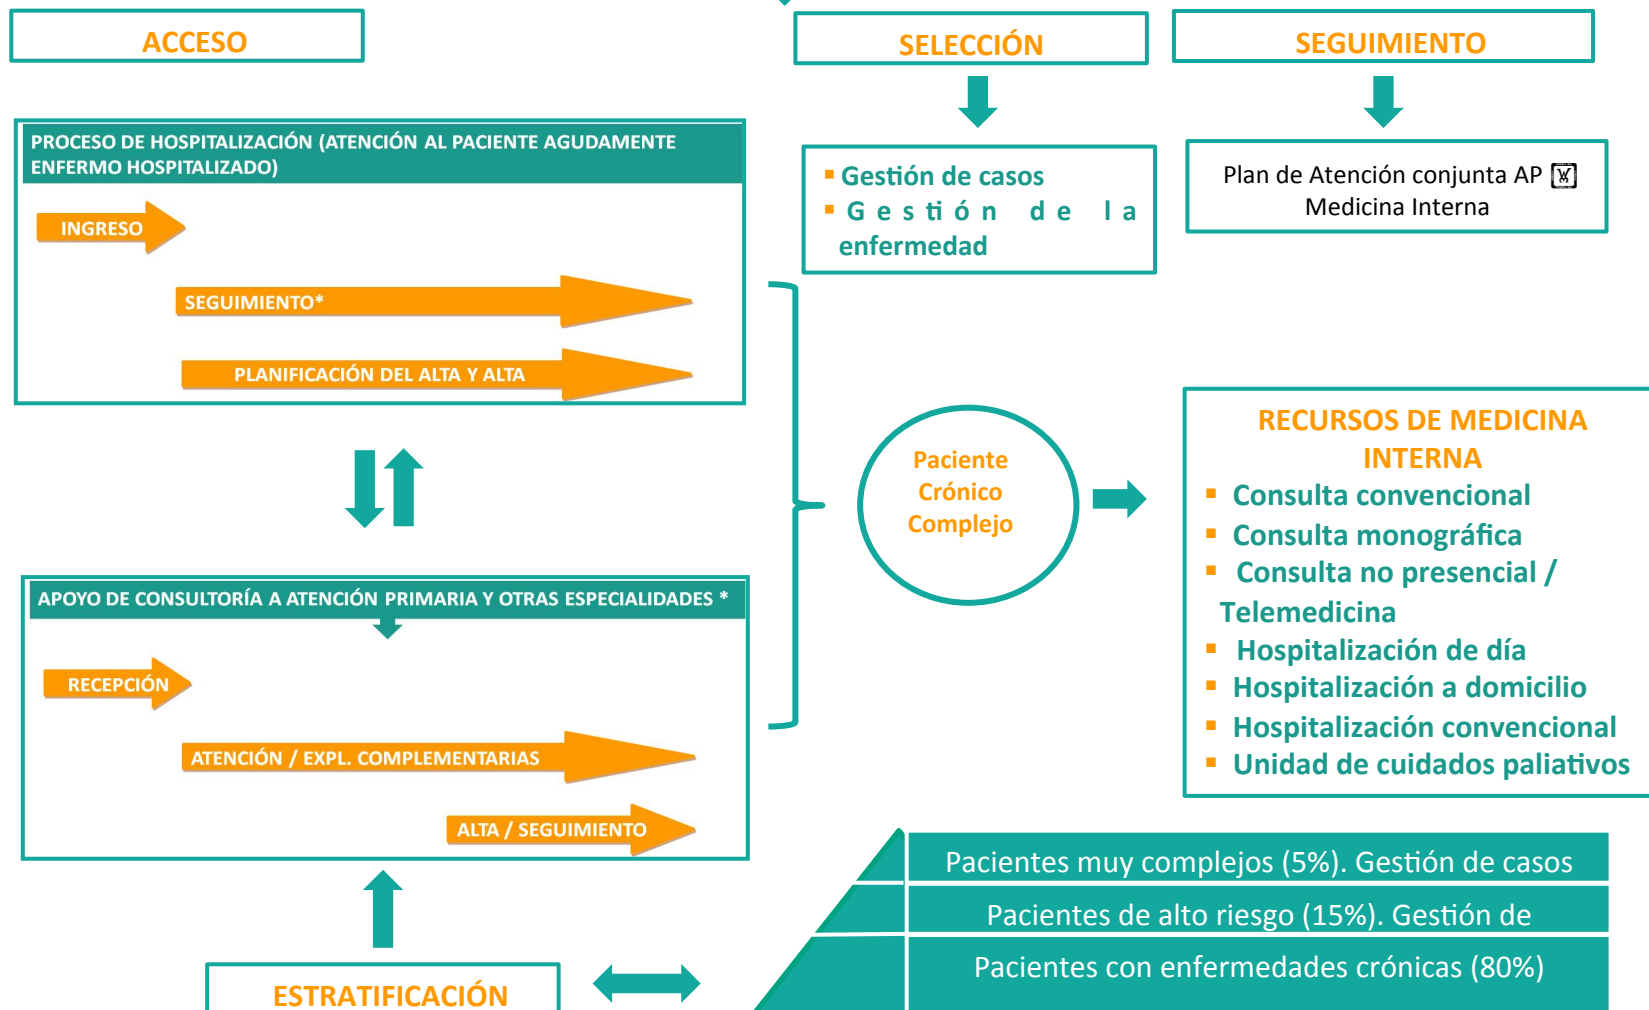 ACCESO
SELECCIÓN
SEGUIMIENTO
PROCESO DE HOSPITALIZACIÓN (ATENCIÓN AL PACIENTE AGUDAMENTE
ENFERMO HOSPITALIZADO)
INGRESO
SEGUIMIENTO*
PLANIFICACIÓN DEL ALTA Y ALTA
▪ Gestión de casos
▪ Gestión de la
enfermedad
Plan de Atención conjunta AP
Medicina Interna
APOYO DE CONSULTORÍA A ATENCIÓN PRIMARIA Y OTRAS ESPECIALIDADES *
RECEPCIÓN
ATENCIÓN / EXPL. COMPLEMENTARIAS
ALTA / SEGUIMIENTO
Paciente
Crónico
Complejo
RECURSOS DE MEDICINA
INTERNA
▪ Consulta convencional
▪ Consulta monográfica
▪ Consulta no presencial /
Telemedicina
▪ Hospitalización de día
▪ Hospitalización a domicilio
▪ Hospitalización convencional
▪ Unidad de cuidados paliativos
ESTRATIFICACIÓN
Pacientes muy complejos (5%). Gestión de casos
Pacientes de alto riesgo (15%). Gestión de
Pacientes con enfermedades crónicas (80%)